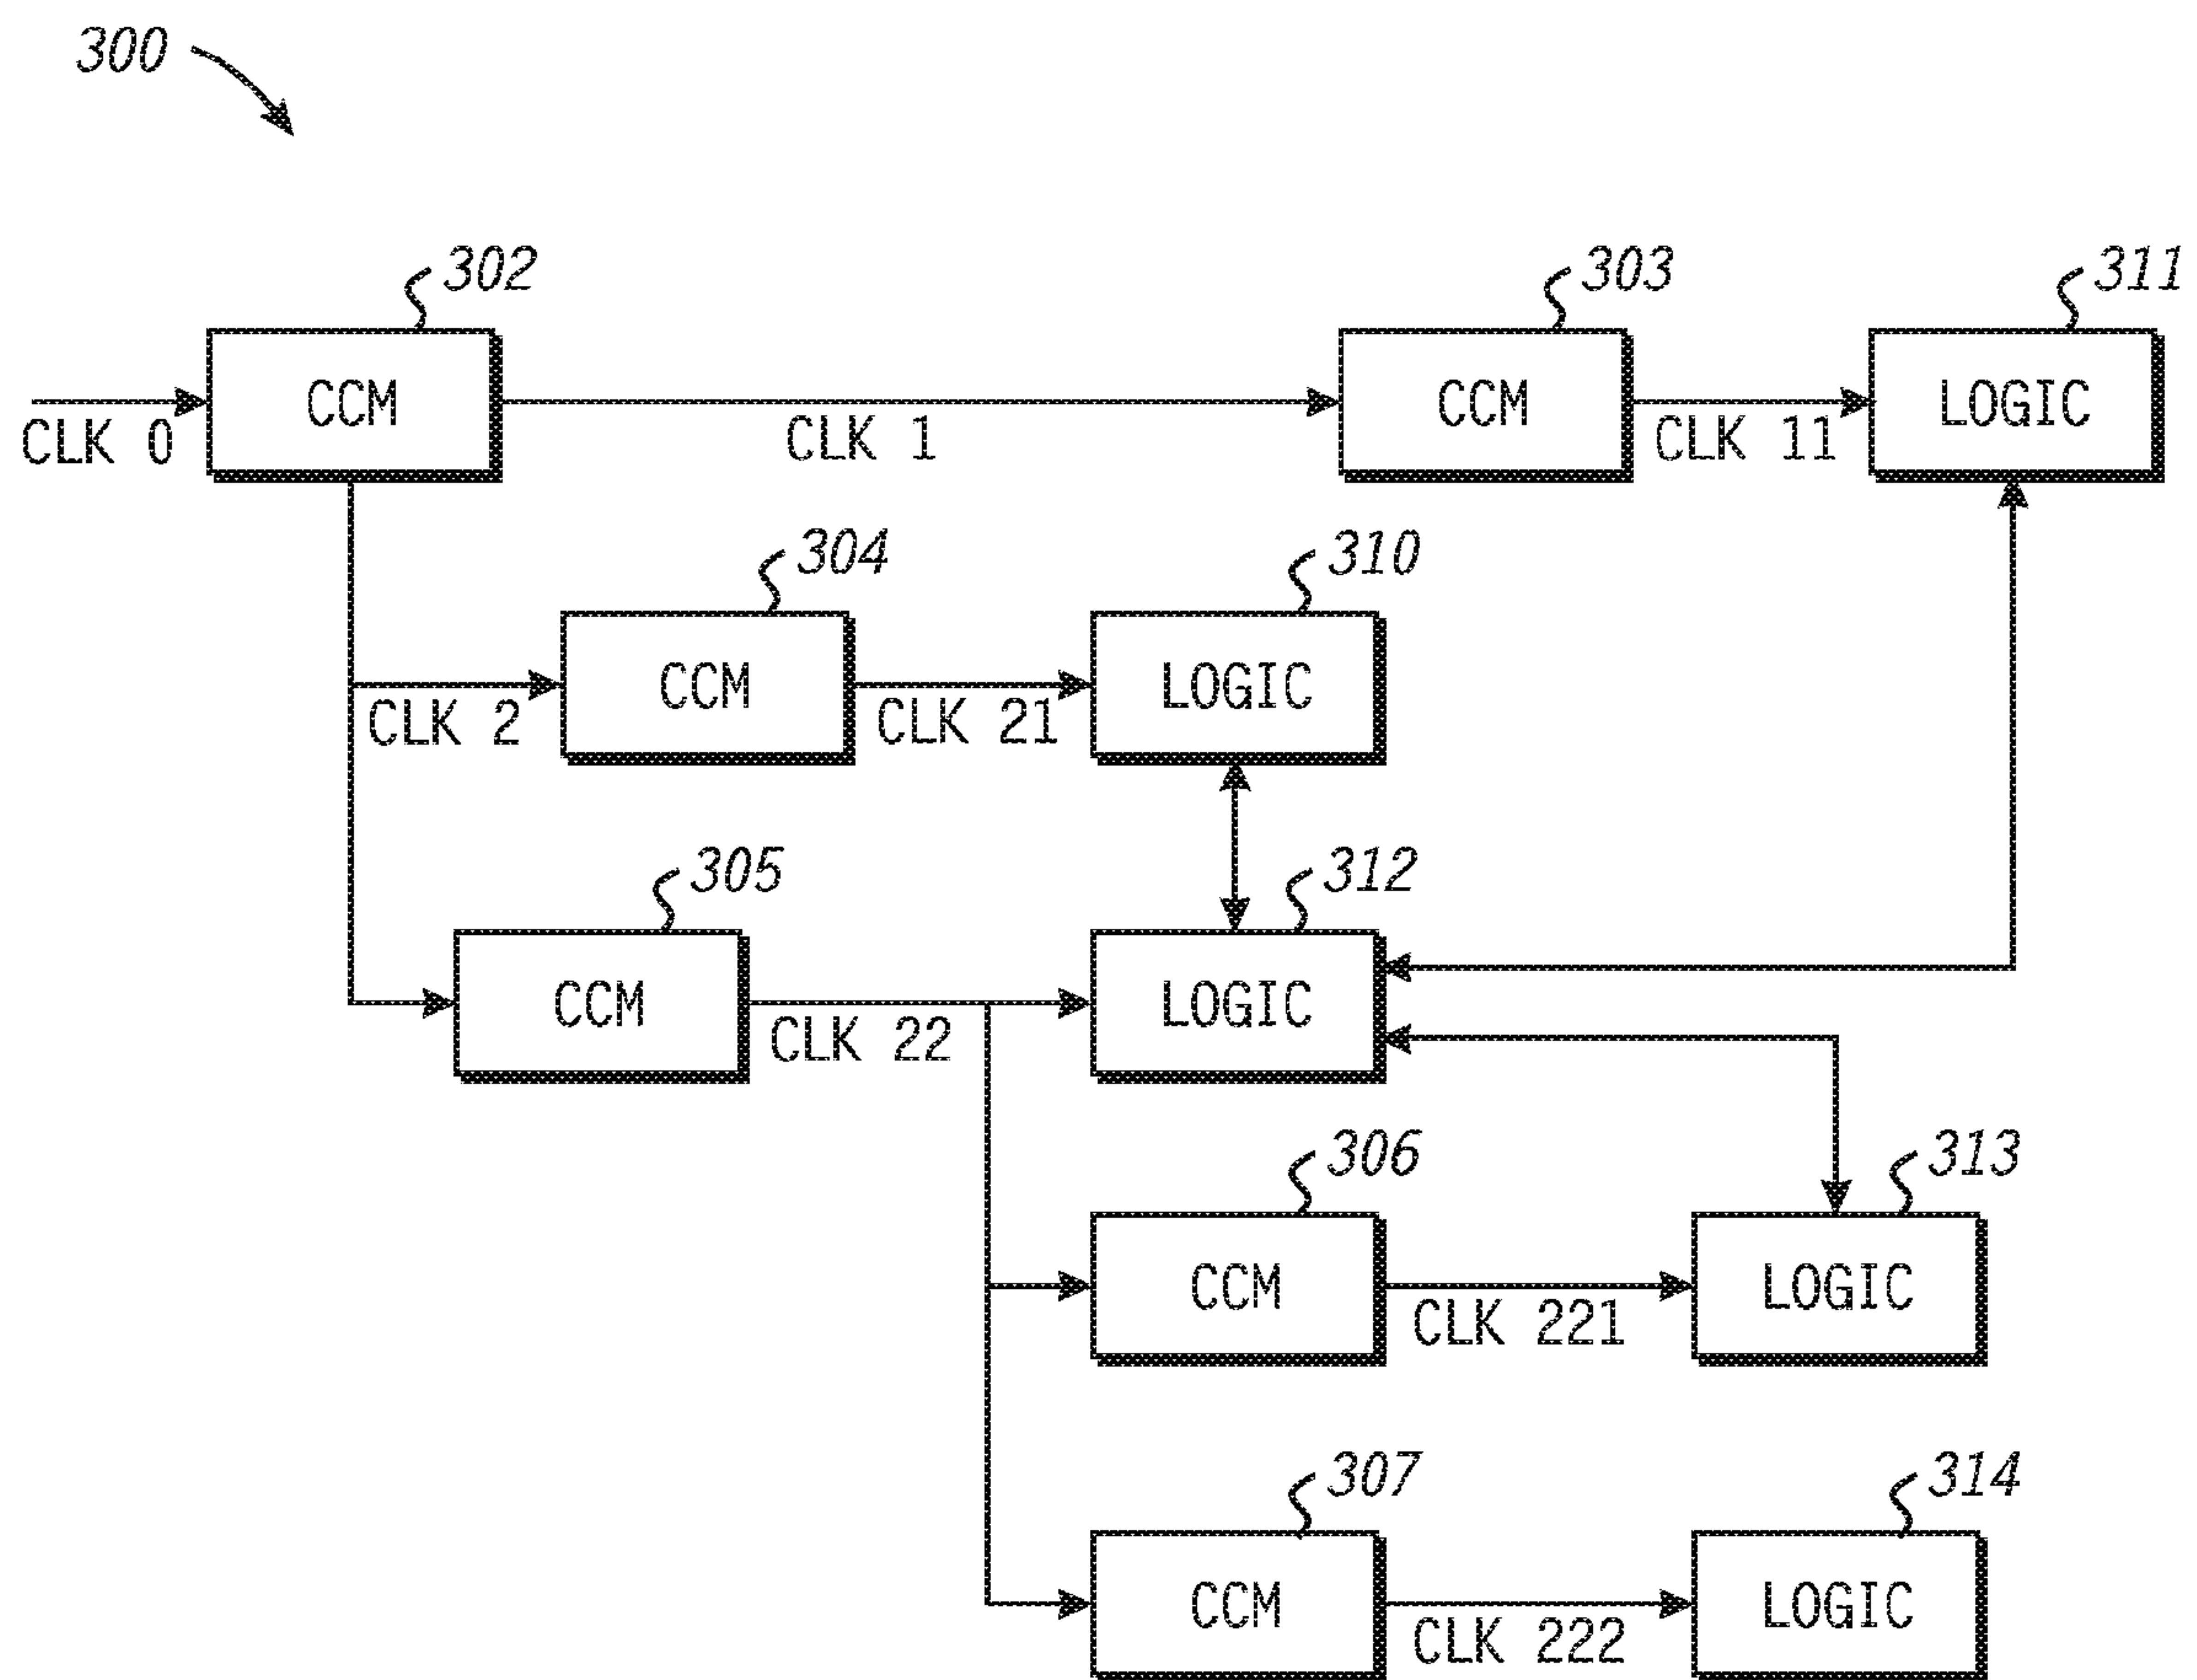 300
302
303
311
CCM
CCM
LOGIC
CLK 0
CLK 1
CLK 11
304
310
CCM
LOGIC
CLK 2
CLK 21
305
312
CCM
LOGIC
CLK 22
306
313
CCM
LOGIC
CLK 221
307
314
CCM
LOGIC
CLK 222